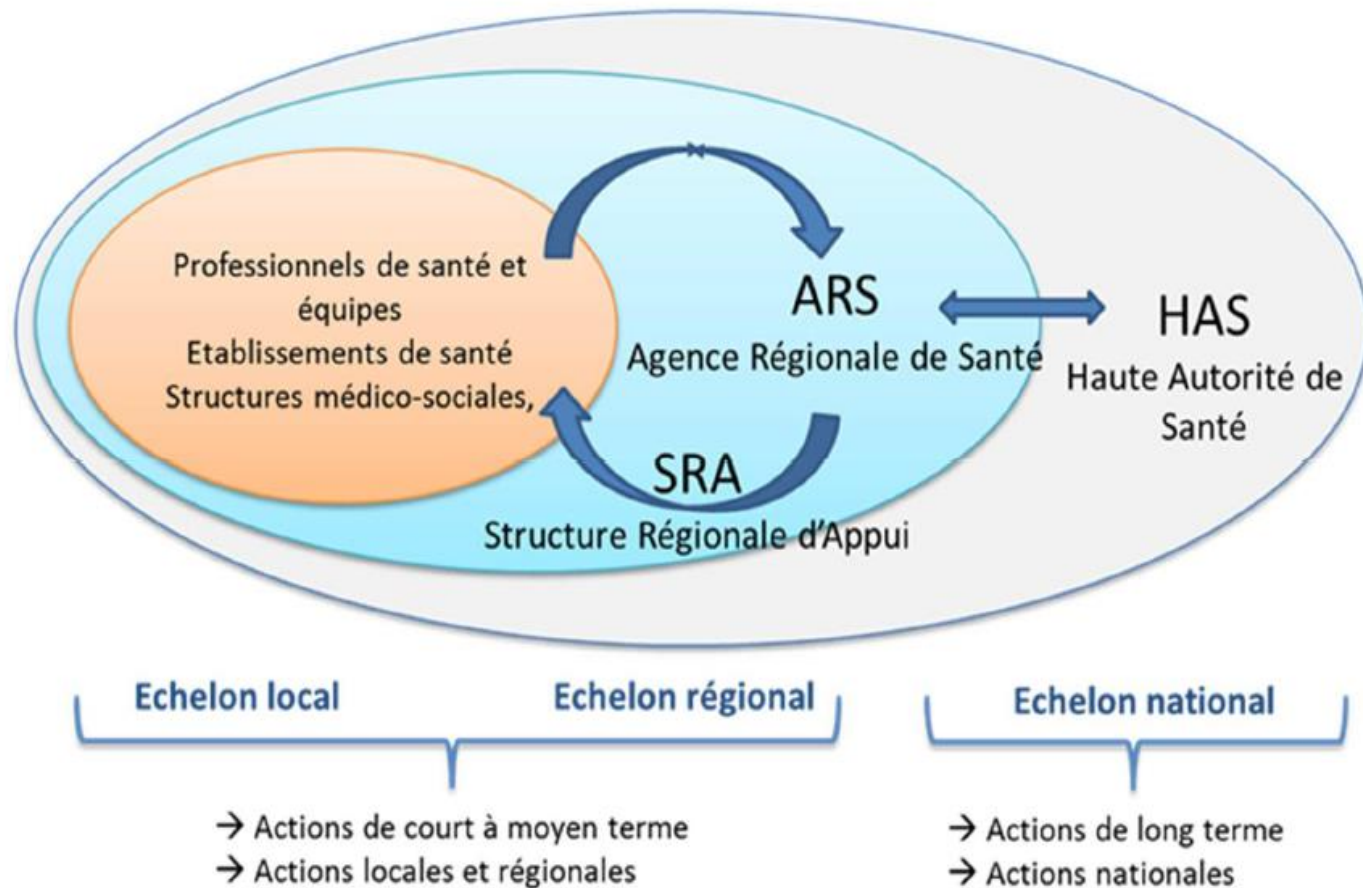 Professionnels de santé et
équipes
Etablissements de santé
Structures médico-sociales,
ARS
Agence Régionale de Santé
HAS
Haute Autorité de
Santé
SRA
Structure Régionale d'Appui
Echelon local
Echelon régional
Echelon national
→ Actions de court à moyen terme
→ Actions locales et régionales
→ Actions de long terme
→ Actions nationales